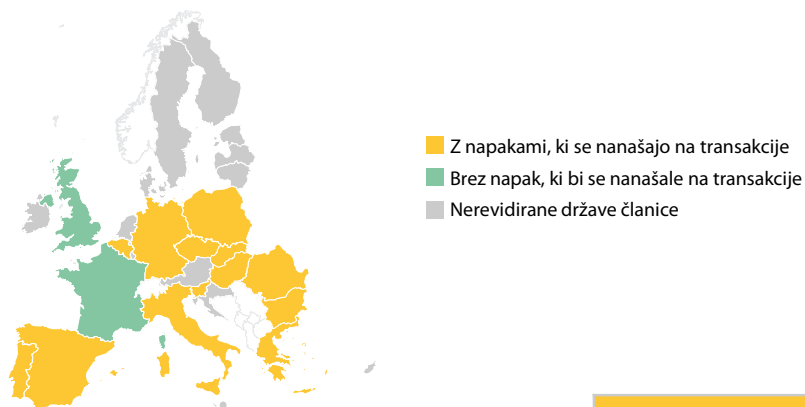 Z napakami, ki se nanašajo na transakcije
Brez napak, ki bi se nanašale na transakcije
Nerevidirane države članice